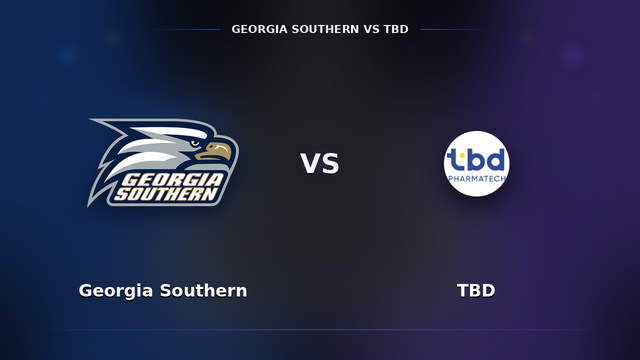 GEORGIA SOUTHERN VS TBD
GEORGIA
SOUTHERN
VS
tbd
PHARMATECH
Georgia Southern
TBD